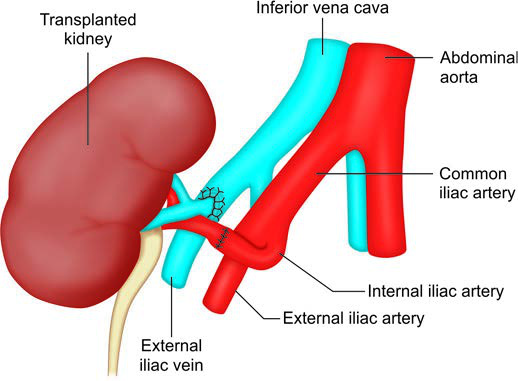 Inferior vena cava
Transplanted
kidney
Abdominal
aorta
Common
iliac artery
Internal iliac artery
External iliac artery
External
iliac vein